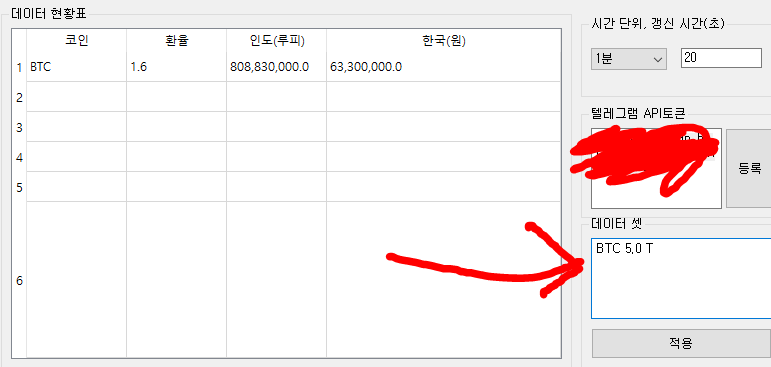 데이터 현황표
코인 환율 인도(루피) 한국(원)
1 BTC 1.6 808,830,000.0 63,300,000.0
2
3
4
5
6
시간 단위, 갱신 시간(초)
1분 20
텔레그램 API토큰
등록
데이터 셋
BTC 5,0 T
적용